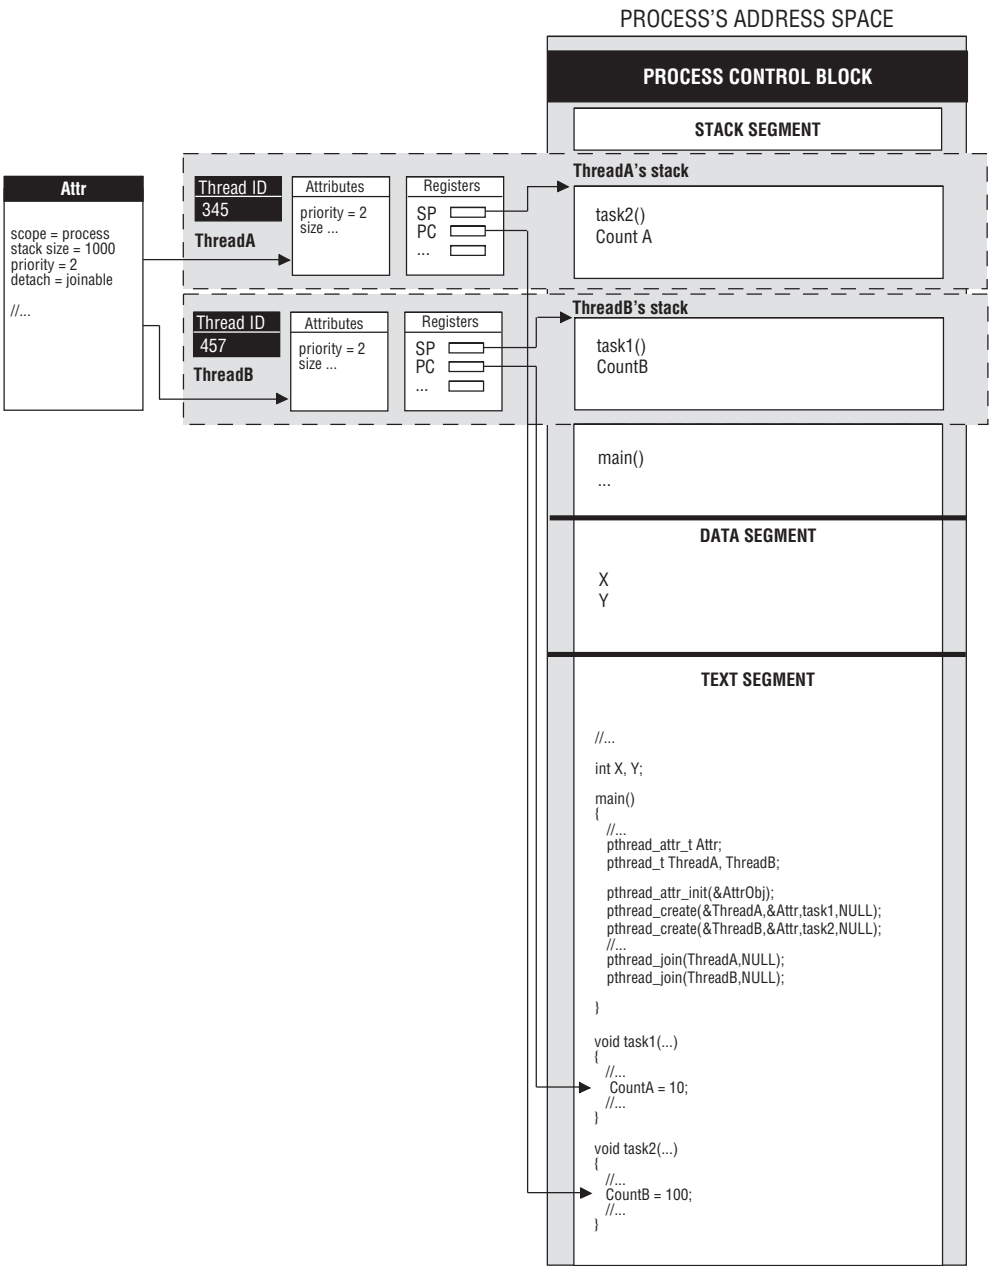 PROCESS'S ADDRESS SPACE
PROCESS CONTROL BLOCK
STACK SEGMENT
Attr
scope = process
stack size = 1000
priority = 2
detach = joinable
//...
Thread ID
345
ThreadA
Attributes
priority = 2
size ...
Registers
SP
PC
...
ThreadA's stack
task2()
Count A
Thread ID
457
ThreadB
Attributes
priority = 2
size ...
Registers
SP
PC
...
ThreadB's stack
task1()
CountB
main()
...
DATA SEGMENT
X
Y
TEXT SEGMENT
//...
int X, Y;
main()
{
//...
pthread_attr_t Attr;
pthread_t ThreadA, ThreadB;
pthread_attr_init(&AttrObj);
pthread_create(&ThreadA,&Attr,task1,NULL);
pthread_create(&ThreadB,&Attr,task2,NULL);
//...
pthread_join(ThreadA,NULL);
pthread_join(ThreadB,NULL);
}
void task1(...)
{
//...
CountA = 10;
//...
}
void task2(...)
{
//...
CountB = 100;
//...
}